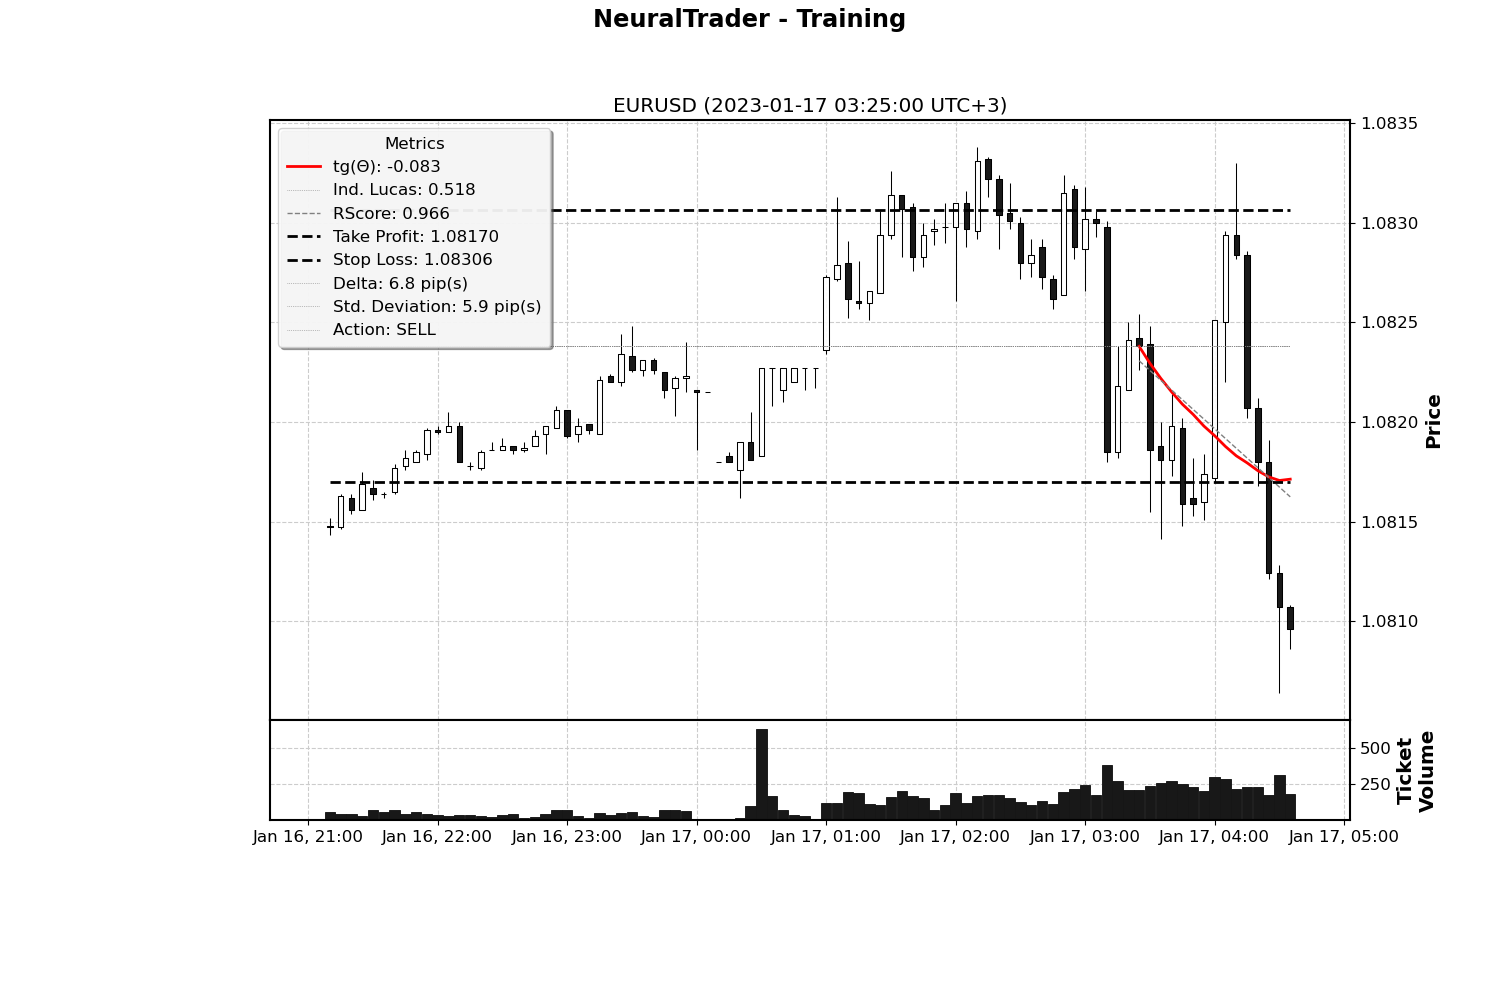 NeuralTrader - Training
EURUSD (2023-01-17 03:25:00 UTC+3)
Metrics
tg(Θ): -0.083
Ind. Lucas: 0.518
RScore: 0.966
Take Profit: 1.08170
Stop Loss: 1.08306
Delta: 6.8 pip(s)
Std. Deviation: 5.9 pip(s)
Action: SELL
1.0835
1.0830
1.0825
1.0820
1.0815
1.0810
Price
500
250
Ticket
Volume
Jan 16, 21:00 Jan 16, 22:00 Jan 16, 23:00 Jan 17, 00:00 Jan 17, 01:00 Jan 17, 02:00 Jan 17, 03:00 Jan 17, 04:00 Jan 17, 05:00